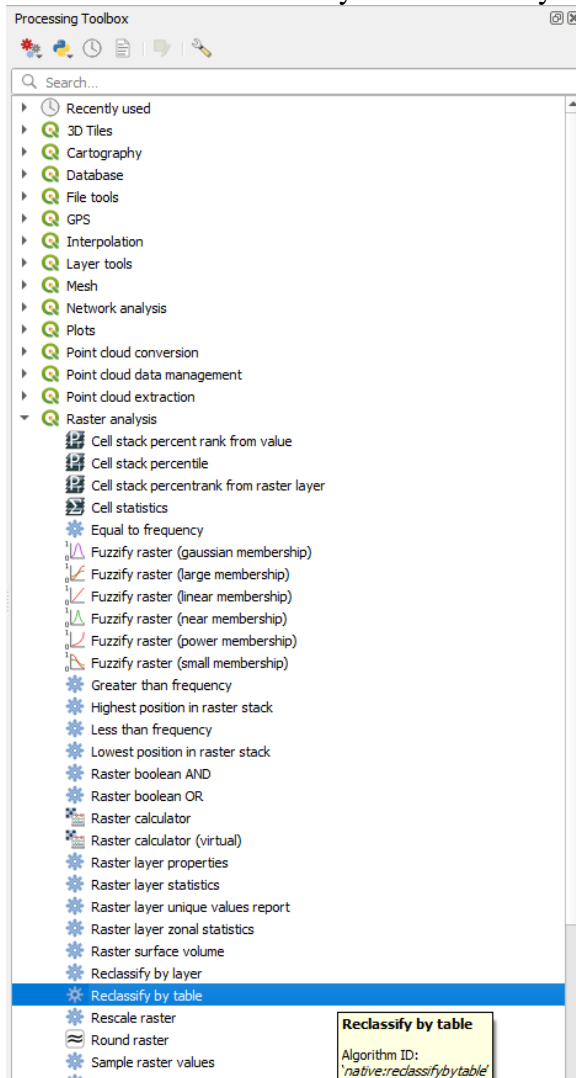 Processing Toolbox
Search...
Recently used
3D Tiles
Cartography
Database
File tools
GPS
Interpolation
Layer tools
Mesh
Network analysis
Plots
Point cloud conversion
Point cloud data management
Point cloud extraction
Raster analysis
Cell stack percent rank from value
Cell stack percentile
Cell stack percentrank from raster layer
Cell statistics
Equal to frequency
Fuzzify raster (gaussian membership)
Fuzzify raster (large membership)
Fuzzify raster (linear membership)
Fuzzify raster (near membership)
Fuzzify raster (power membership)
Fuzzify raster (small membership)
Greater than frequency
Highest position in raster stack
Less than frequency
Lowest position in raster stack
Raster boolean AND
Raster boolean OR
Raster calculator
Raster calculator (virtual)
Raster layer properties
Raster layer statistics
Raster layer unique values report
Raster layer zonal statistics
Raster surface volume
Reclassify by layer
Reclassify by table
Rescale raster
Round raster
Sample raster values
Reclassify by table
Algorithm ID:
'native:reclassifybytable'